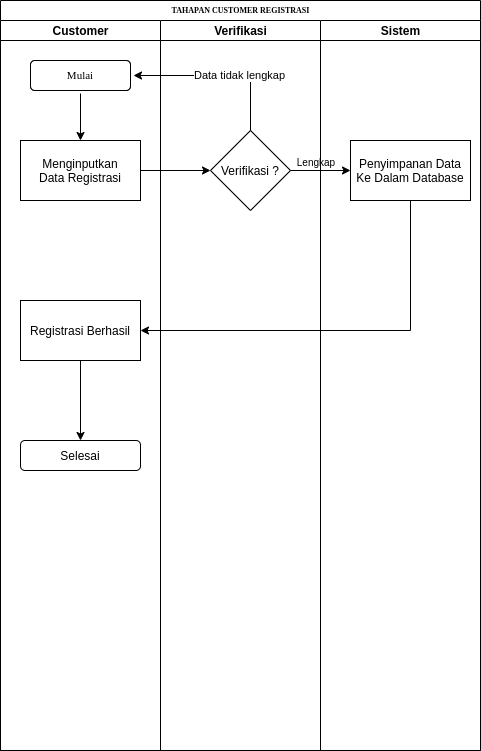 TAHAPAN CUSTOMER REGISTRASI
Customer
Verifikasi
Sistem
Mulai
Data tidak lengkap
Menginputkan
Data Registrasi
Verifikasi ?
Lengkap
Penyimpanan Data
Ke Dalam Database
Registrasi Berhasil
Selesai